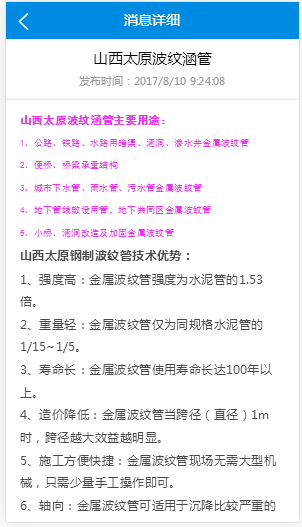 消息详细
山西太原波纹涵管
发布时间：2017/8/10 9:24:08
山西太原波纹涵管主要用途：
1、公路、铁路、水路用暗渠、涵洞、渗水井金属波纹管
2、便桥、桥梁承重结构
3、城市下水管、雨水管、污水管金属波纹管
4、地下管线敷设用管、地下共同区金属波纹管
5、小桥、涵洞改造及加固金属波纹管
山西太原钢制波纹管技术优势：
1、强度高：金属波纹管强度为水泥管的1.53
倍。
2、重量轻：金属波纹管仅为同规格水泥管的
1/15~1/5。
3、寿命长：金属波纹管使用寿命长达100年以
上。
4、造价降低：金属波纹管当跨径（直径）1m
时，跨径越大效益越明显。
5、施工方便快捷：金属波纹管现场无需大型机
械，只需少量手工操作即可。
6、轴向：金属波纹管可适用于沉降比较严重的